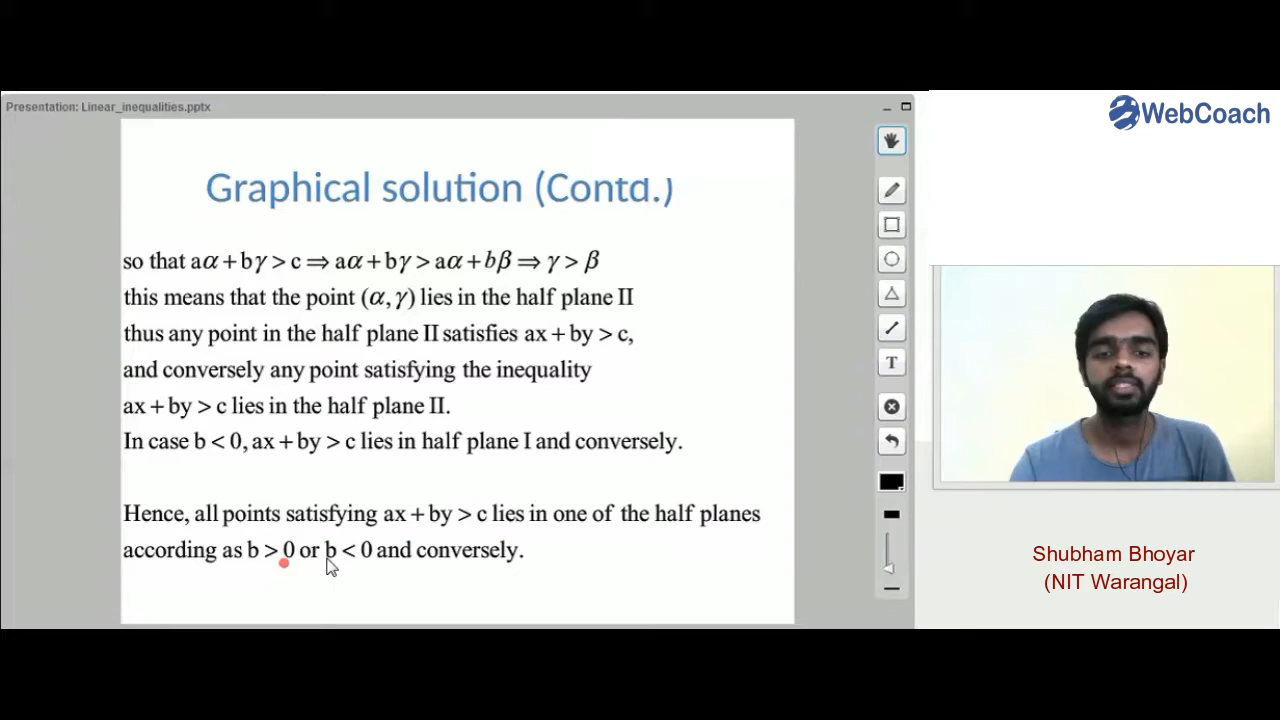 Presentation: Linear_inequalities.pptx
WebCoach
Graphical solution (Contd.)
so that aα + bγ > c ⇒ aα + bγ > aα + bβ ⇒ γ > β
this means that the point (α, γ) lies in the half plane II
thus any point in the half plane II satisfies ax + by > c,
and conversely any point satisfying the inequality
ax + by > c lies in the half plane II.
In case b < 0, ax + by > c lies in half plane I and conversely.
Hence, all points satisfying ax + by > c lies in one of the half planes
according as b > 0 or b < 0 and conversely.
T
Shubham Bhoyar
(NIT Warangal)